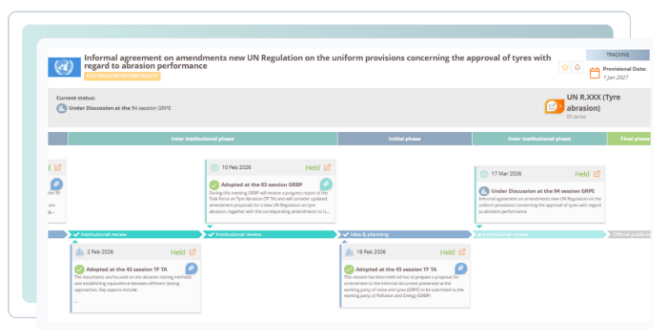 Informal agreement on amendments new UN Regulation on the uniform provisions concerning the approval of tyres with
regard to abrasion performance
TRACKING
Provisional Date:
1 Jan 2027
Current status:
Under Discussion at the 94 session GRPE
UN R.XXX (Tyre
abrasion)
00 series
Inter Institutional phase
Initial phase
Inter Institutional phase
Final phase
10 Feb 2026
Held
Adopted at the 83 session GRBP
During this meeting GRBP will receive a progress report of the
Task Force on Tyre Abrasion (TF TA) and will consider updated
amendment proposals for a new UN Regulation on tyre
abrasion, together with the corresponding amendments to U...
17 Mar 2026
Held
Under Discussion at the 94 session GRPE
Informal agreement on amendments new UN Regulation on the
uniform provisions concerning the approval of tyres with regard
to abrasion performance
Institutional review
Institutional review
Idea & planning
Institutional review
Official public
2 Feb 2026
Held
Adopted at the 43 session TF TA
The documents are focused on tire abrasion testing methods
and establishing equivalence between different testing
approaches. Key aspects include:
...
18 Feb 2026
Held
Adopted at the 45 session TF TA
This session has been held ad hoc to prepare a proposal for
amendment to the informal document presented at the
working party of noise and tyres (GRBP) to be submitted to the
working party of Pollution and Energy (GRBP)